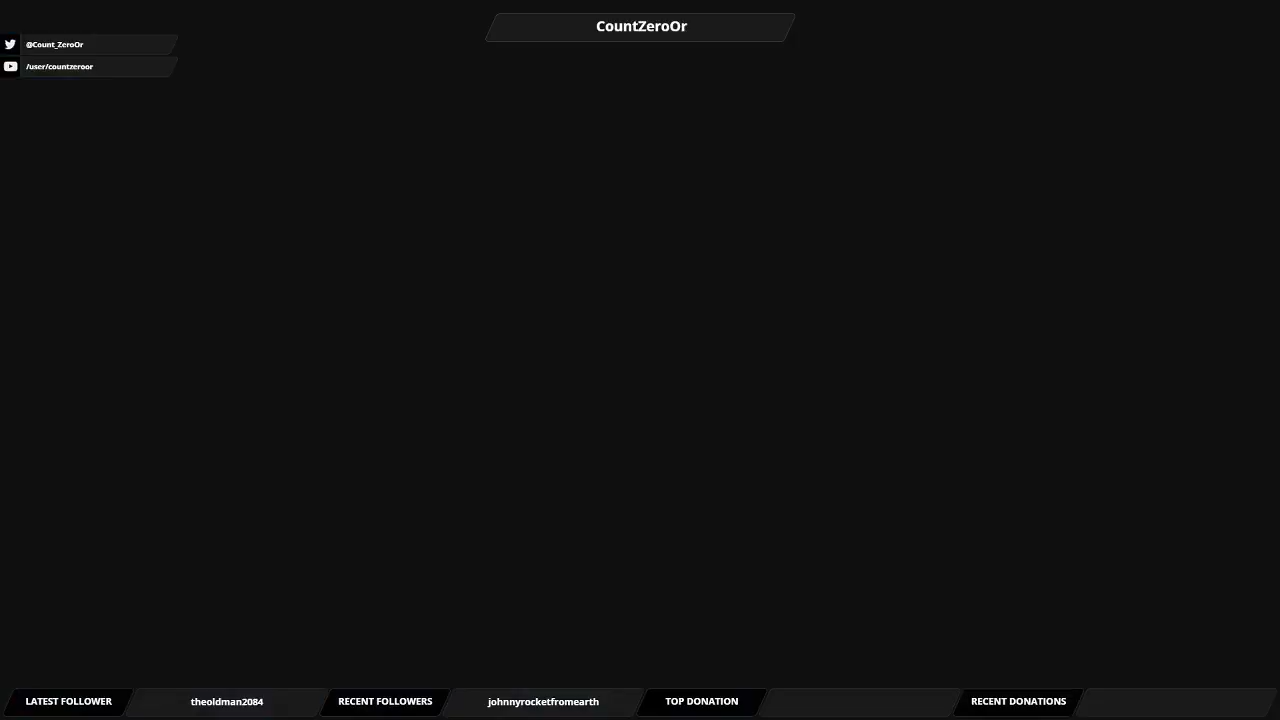 CountZeroOr
@Count_ZeroOr
/user/countzeroor
LATEST FOLLOWER
theoldman2084
RECENT FOLLOWERS
johnnyrocketfromearth
TOP DONATION
RECENT DONATIONS